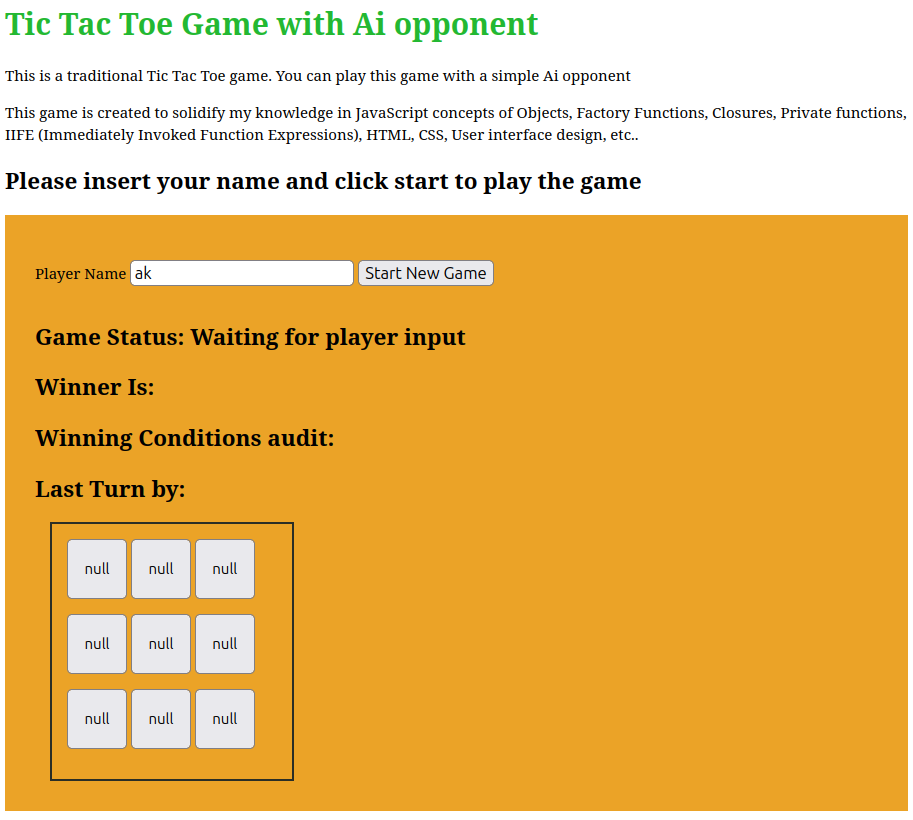 Tic Tac Toe Game with Ai opponent
This is a traditional Tic Tac Toe game. You can play this game with a simple Ai opponent
This game is created to solidify my knowledge in JavaScript concepts of Objects, Factory Functions, Closures, Private functions,
IIFE (Immediately Invoked Function Expressions), HTML, CSS, User interface design, etc..
Please insert your name and click start to play the game
Player Name ak Start New Game
Game Status: Waiting for player input
Winner Is:
Winning Conditions audit:
Last Turn by:
null null null
null null null
null null null